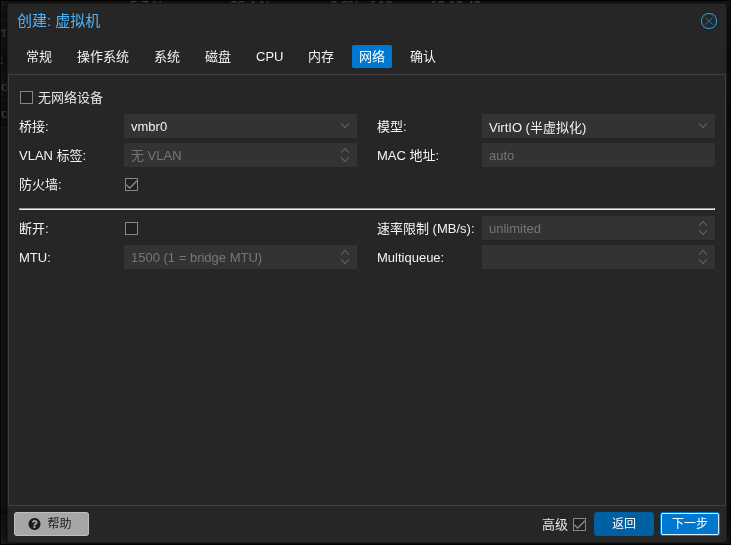 创建: 虚拟机
常规 操作系统 系统 磁盘 CPU 内存 网络 确认
无网络设备
桥接: vmbr0 模型: VirtIO (半虚拟化)
VLAN 标签: 无 VLAN MAC 地址: auto
防火墙:
断开: 速率限制 (MB/s): unlimited
MTU: 1500 (1 = bridge MTU) Multiqueue:
帮助 高级 返回 下一步